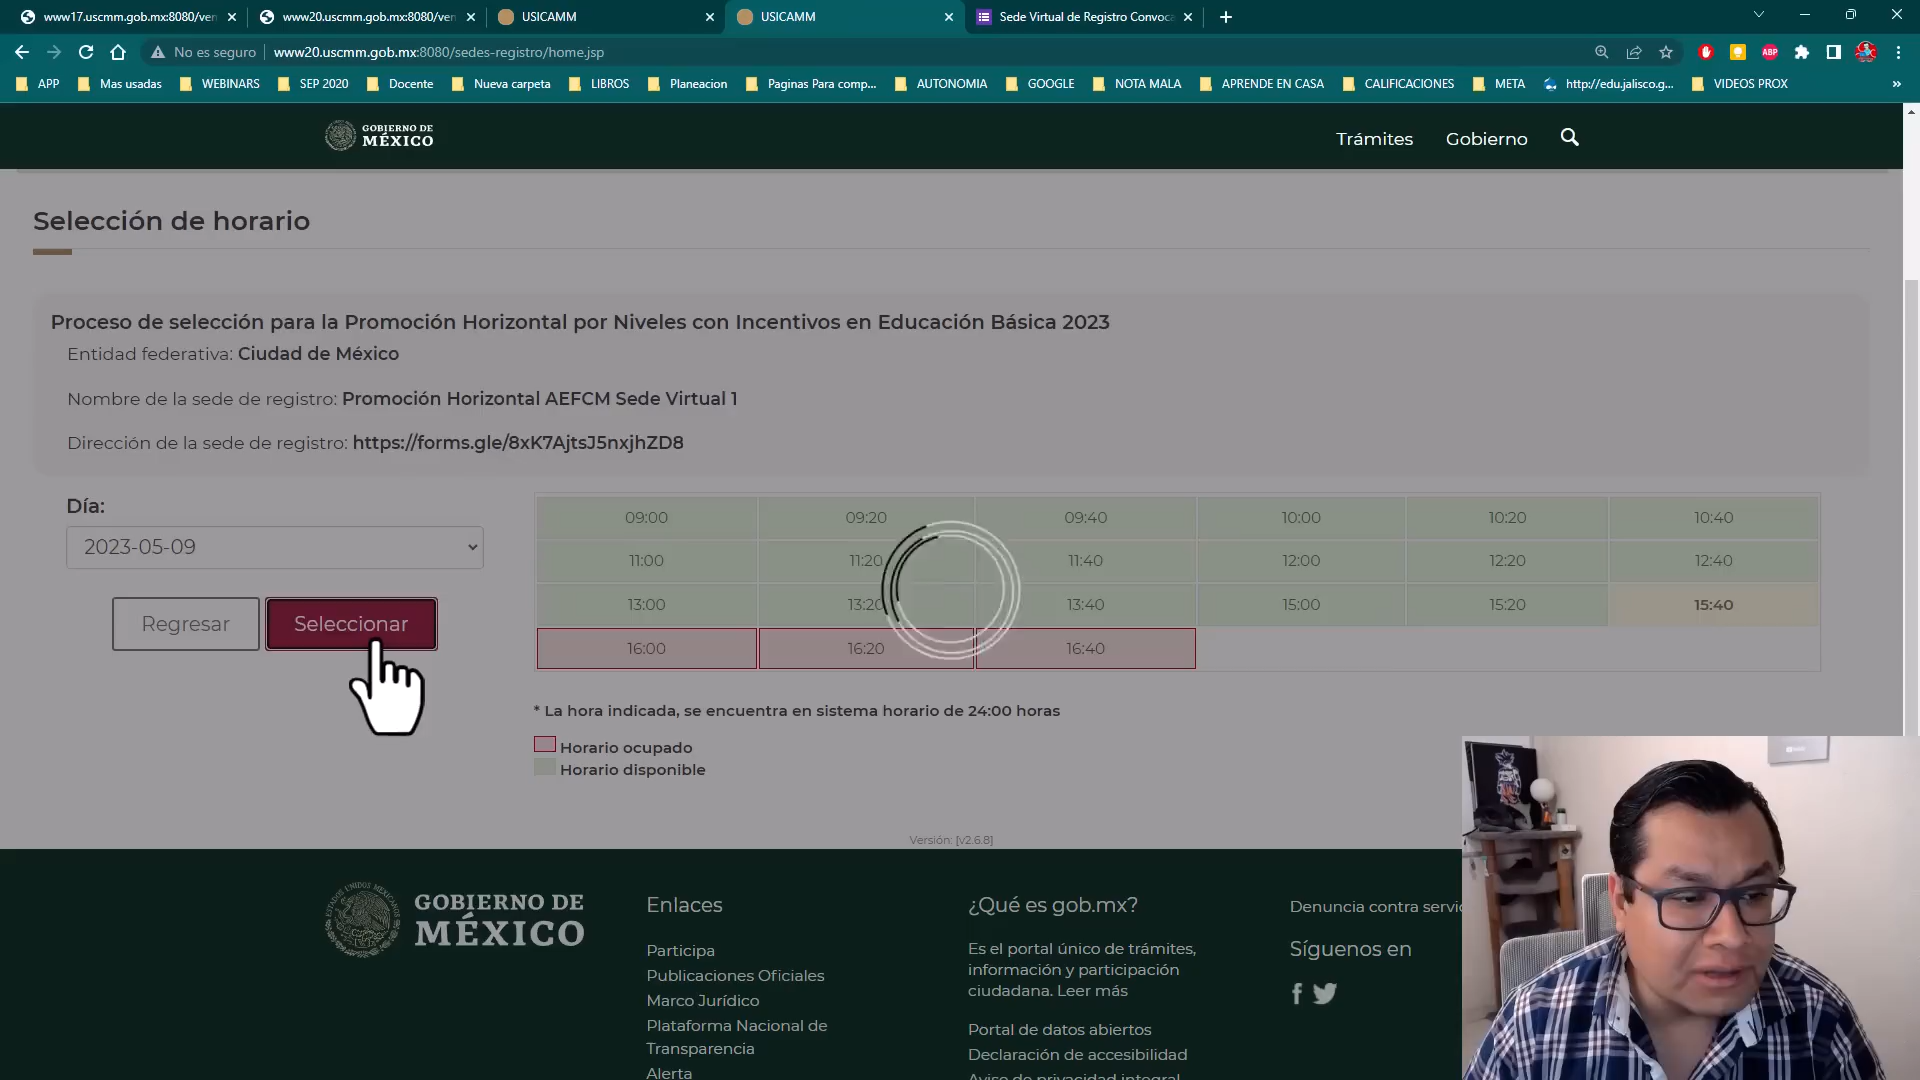 www17.uscmm.gob.mx:8080/ven
www20.uscmm.gob.mx:8080/ven
USICAMM
USICAMM
Sede Virtual de Registro Convoca
No es seguro
www20.uscmm.gob.mx:8080/sedes-registro/home.jsp
ABP
APP
Mas usadas
WEBINARS
SEP 2020
Docente
Nueva carpeta
LIBROS
Planeacion
Paginas Para comp...
AUTONOMIA
GOOGLE
NOTA MALA
APRENDE EN CASA
CALIFICACIONES
META
http://edu.jalisco.g...
VIDEOS PROX
»
GOBIERNO DE
MÉXICO
Trámites
Gobierno
Selección de horario
Proceso de selección para la Promoción Horizontal por Niveles con Incentivos en Educación Básica 2023
Entidad federativa: Ciudad de México
Nombre de la sede de registro: Promoción Horizontal AEFCM Sede Virtual 1
Dirección de la sede de registro: https://forms.gle/8xK7AjtsJ5nxjhZD8
Día:
2023-05-09
Regresar
Seleccionar
09:00 09:20 09:40 10:00 10:20 10:40
11:00 11:20 11:40 12:00 12:20 12:40
13:00 13:20 13:40 15:00 15:20 15:40
16:00 16:20 16:40
* La hora indicada, se encuentra en sistema horario de 24:00 horas
Horario ocupado
Horario disponible
Versión: [v2.6.8]
GOBIERNO DE
MÉXICO
Enlaces
Participa
Publicaciones Oficiales
Marco Jurídico
Plataforma Nacional de
Transparencia
Alerta
¿Qué es gob.mx?
Es el portal único de trámites,
información y participación
ciudadana. Leer más
Portal de datos abiertos
Declaración de accesibilidad
Aviso de privacidad integral
Denuncia contra servic
Síguenos en